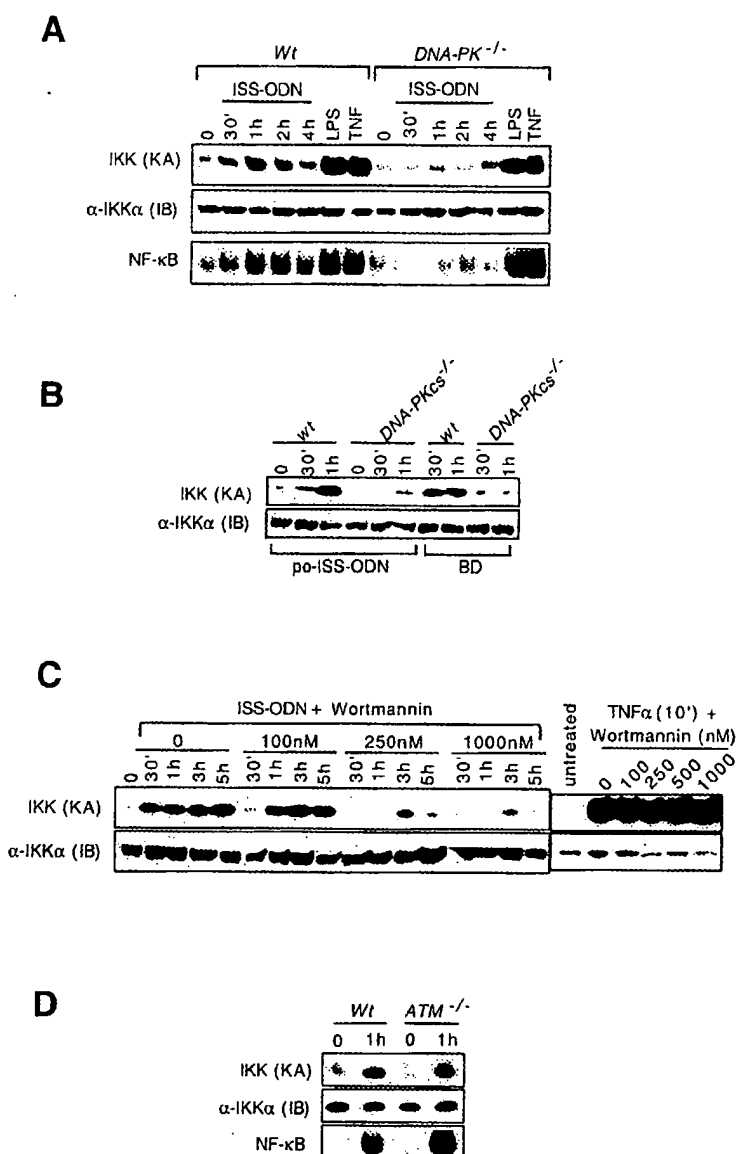 A
Wt DNA-PK -/-
ISS-ODN ISS-ODN
0 30' 1h 2h 4h LPS TNF 0 30' 1h 2h 4h LPS TNF
IKK (KA)
α-IKKα (IB)
NF-κB
B
wt DNA-PKcs-/- wt DNA-PKcs-/-
0 30' 1h 0 30' 1h 30' 1h 30' 1h
IKK (KA)
α-IKKα (IB)
po-ISS-ODN BD
C
ISS-ODN + Wortmannin untreated TNFα (10') +
Wortmannin (nM)
0 100nM 250nM 1000nM
0 30' 1h 3h 5h 30' 1h 3h 5h 30' 1h 3h 5h 30' 1h 3h 5h 0 100 250 500 1000
IKK (KA)
α-IKKα (IB)
D
Wt ATM -/-
0 1h 0 1h
IKK (KA)
α-IKKα (IB)
NF-κB